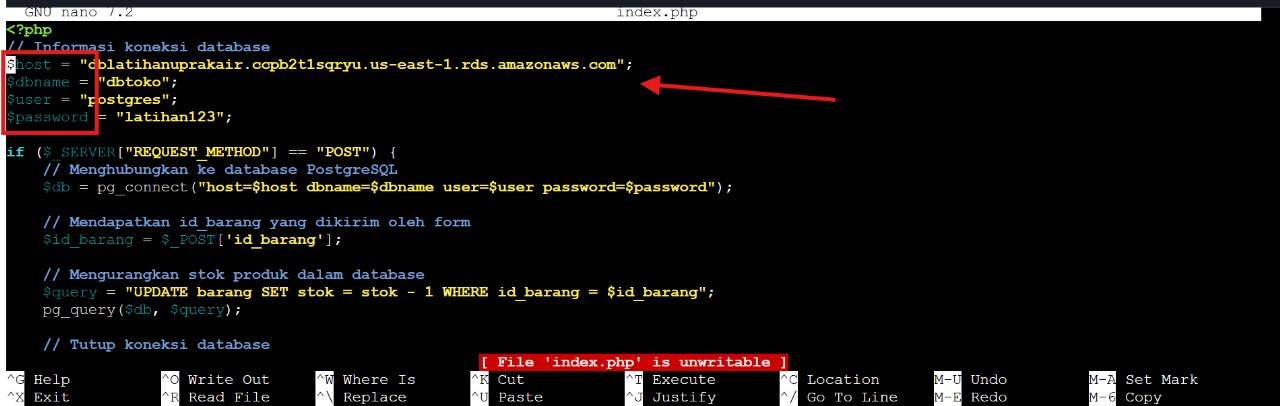 GNU nano 7.2 index.php
<?php
// Informasi koneksi database
$host = "dblatihanuprakair.ccpb2t1sqryu.us-east-1.rds.amazonaws.com";
$dbname = "dbtoko";
$user = "postgres";
$password = "latihan123";
if ($_SERVER["REQUEST_METHOD"] == "POST") {
// Menghubungkan ke database PostgreSQL
$db = pg_connect("host=$host dbname=$dbname user=$user password=$password");
// Mendapatkan id_barang yang dikirim oleh form
$id_barang = $_POST['id_barang'];
// Mengurangkan stok produk dalam database
$query = "UPDATE barang SET stok = stok - 1 WHERE id_barang = $id_barang";
pg_query($db, $query);
// Tutup koneksi database
[ File 'index.php' is unwritable ]
^G Help ^O Write Out ^W Where Is ^K Cut ^T Execute ^C Location M-U Undo M-A Set Mark
^X Exit ^R Read File ^\ Replace ^U Paste ^J Justify ^/ Go To Line M-E Redo M-6 Copy